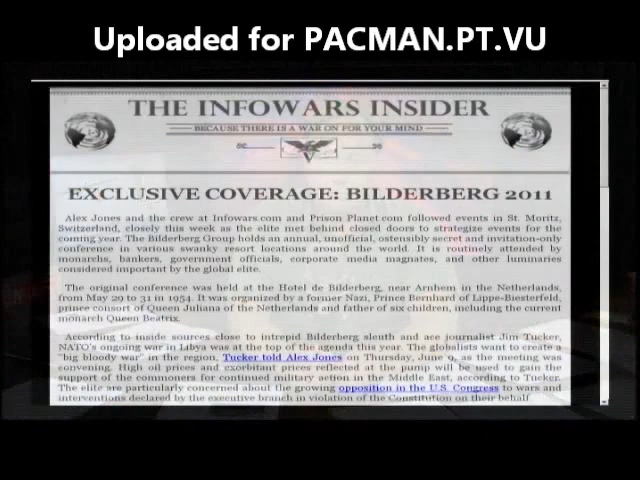 Uploaded for PACMAN.PT.VU
THE INFOWARS INSIDER
BECAUSE THERE IS A WAR ON FOR YOUR MIND
EXCLUSIVE COVERAGE: BILDERBERG 2011
Alex Jones and the crew at Infowars.com and Prison Planet.com followed events in St. Moritz,
Switzerland, closely this week as the elite met behind closed doors to strategize events for the
coming year. The Bilderberg Group holds an annual, unofficial, ostensibly secret and invitation-only
conference in various swanky resort locations around the world. It is routinely attended by
monarchs, bankers, government officials, corporate media magnates, and other luminaries
considered important by the global elite.
The original conference was held at the Hotel de Bilderberg, near Arnhem in the Netherlands,
from May 29 to 31 in 1954. It was organized by a former Nazi, Prince Bernhard of Lippe-Biesterfeld,
prince consort of Queen Juliana of the Netherlands and father of six children, including the current
monarch Queen Beatrix.
According to inside sources close to intrepid Bilderberg sleuth and ace journalist Jim Tucker,
NATO's ongoing war in Libya was at the top of the agenda this year. The globalists want to create a
"big bloody war" in the region, Tucker told Alex Jones on Thursday, June 9, as the meeting was
convening. High oil prices and exorbitant prices reflected at the pump will be used to gain the
support of the commoners for continued military action in the Middle East, according to Tucker.
The elite are particularly concerned about the growing opposition in the U.S. Congress to wars and
interventions declared by the executive branch in violation of the Constitution on their behalf